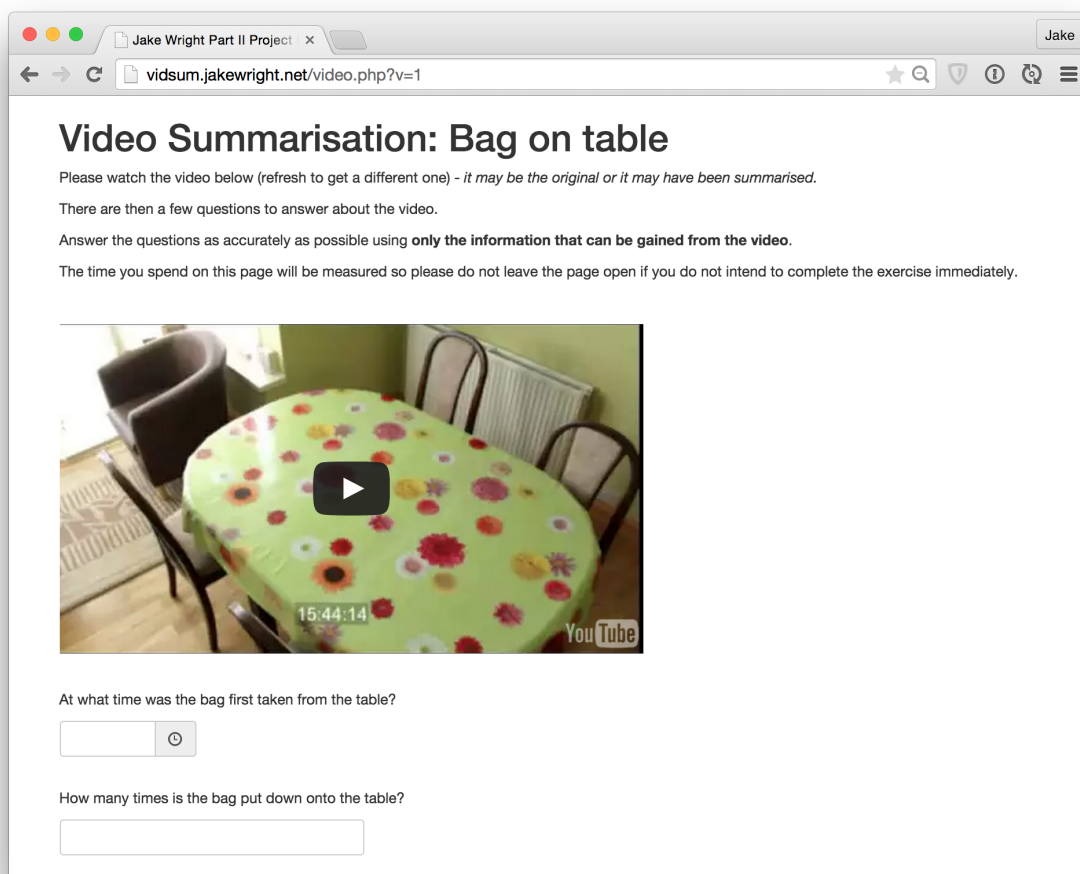 Jake Wright Part II Project
Jake
vidsum.jakewright.net/video.php?v=1
Video Summarisation: Bag on table
Please watch the video below (refresh to get a different one) - it may be the original or it may have been summarised.
There are then a few questions to answer about the video.
Answer the questions as accurately as possible using only the information that can be gained from the video.
The time you spend on this page will be measured so please do not leave the page open if you do not intend to complete the exercise immediately.
15:44:14
YouTube
At what time was the bag first taken from the table?
How many times is the bag put down onto the table?